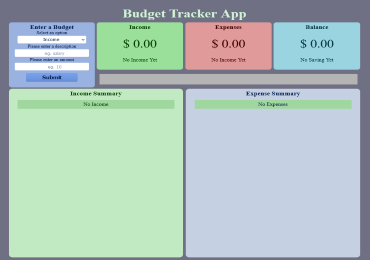 Budget Tracker App
Enter a Budget
Select an option
Income
Please enter a description
eg. salary
Please enter an amount
eg. 10
Submit
Income
$ 0.00
No Income Yet
Expenses
$ 0.00
No Income Yet
Balance
$ 0.00
No Saving Yet
Income Summary
No Income
Expense Summary
No Expenses